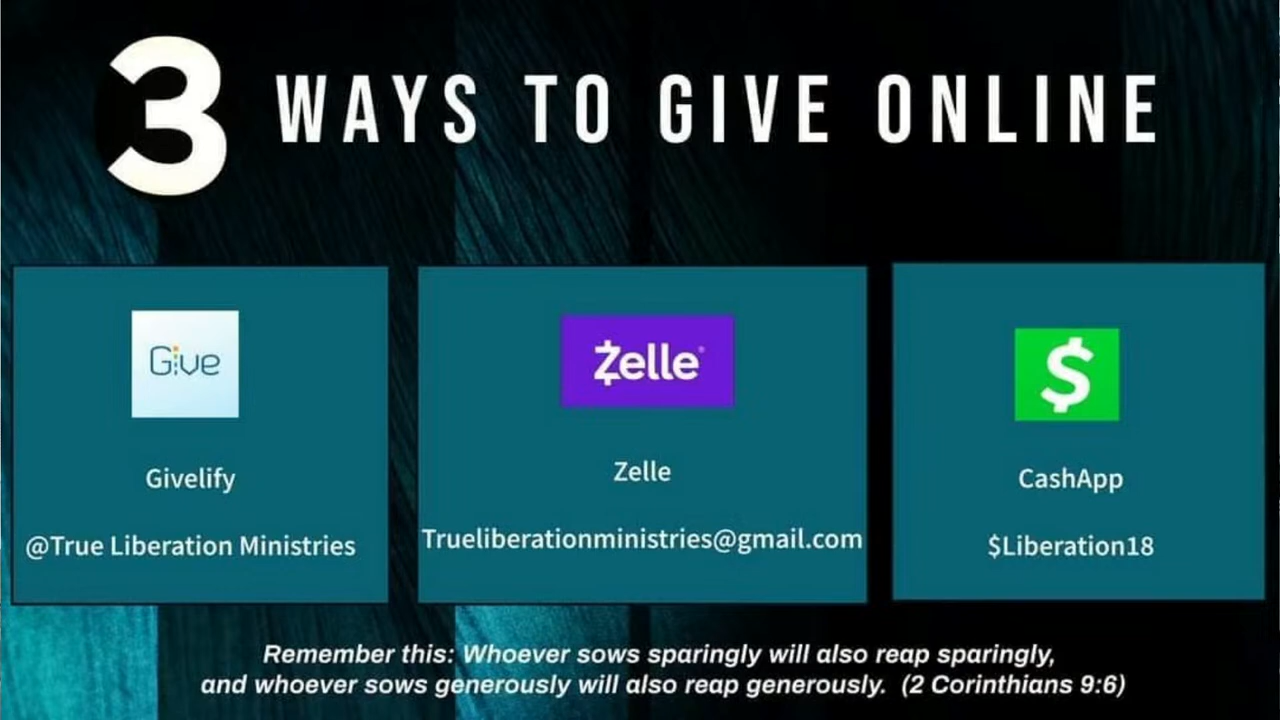 3 WAYS TO GIVE ONLINE
Give
Givelify
@True Liberation Ministries
Zelle®
Zelle
Trueliberationministries@gmail.com
$
CashApp
$Liberation18
Remember this: Whoever sows sparingly will also reap sparingly,
and whoever sows generously will also reap generously. (2 Corinthians 9:6)